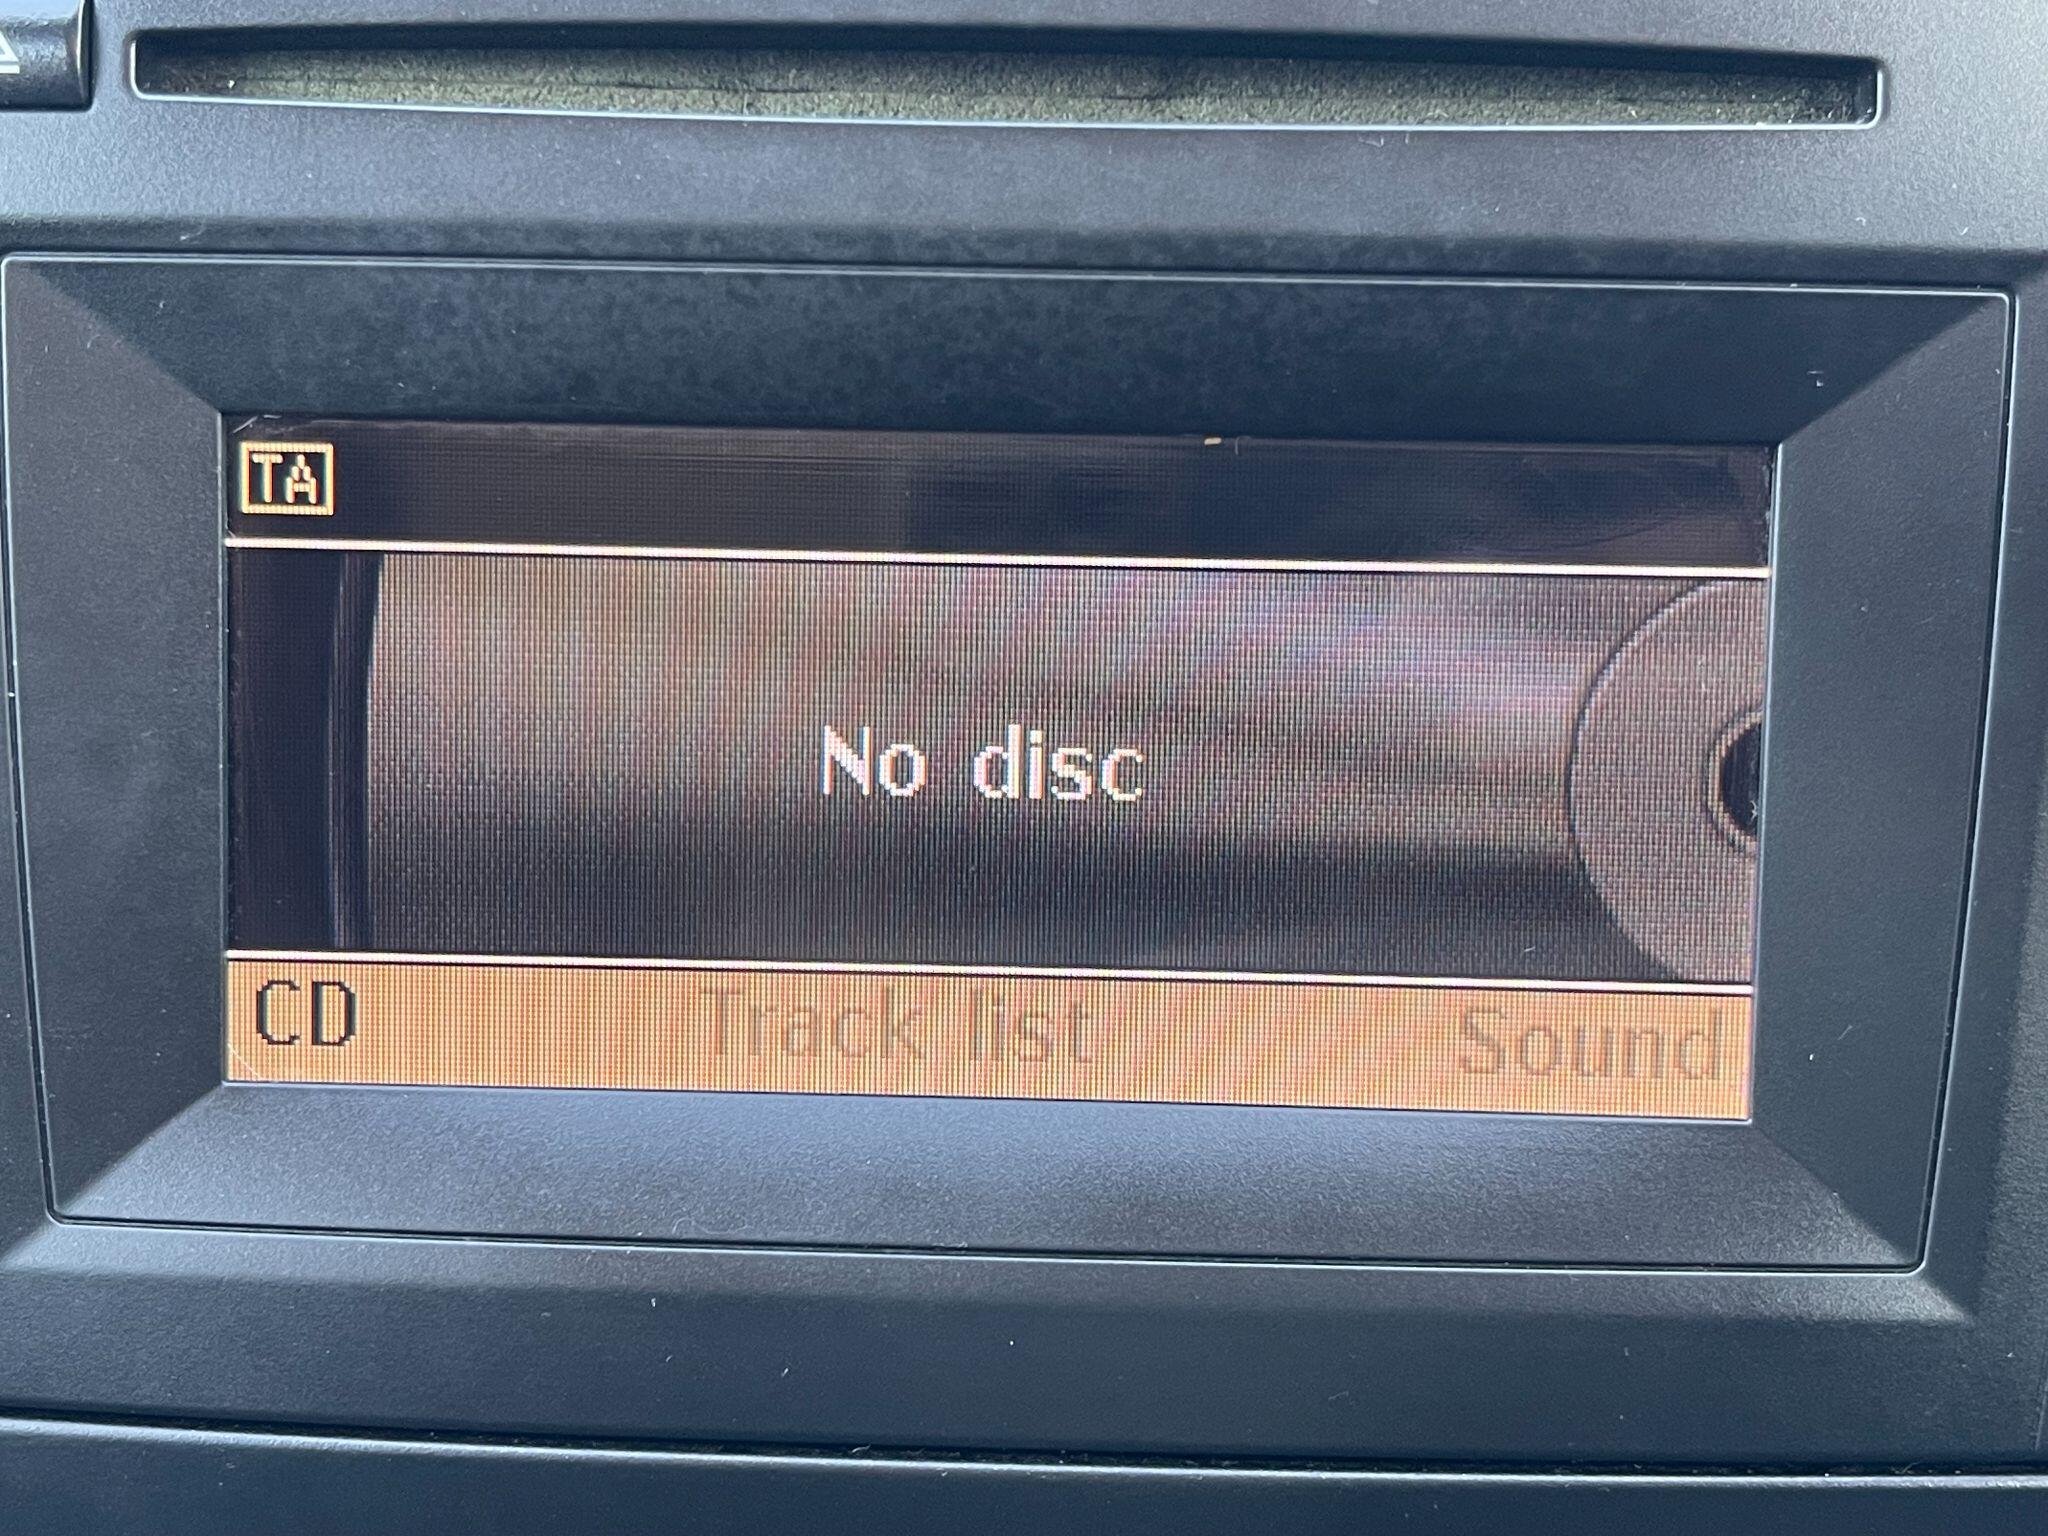 TA
No disc
CD Track list Sound